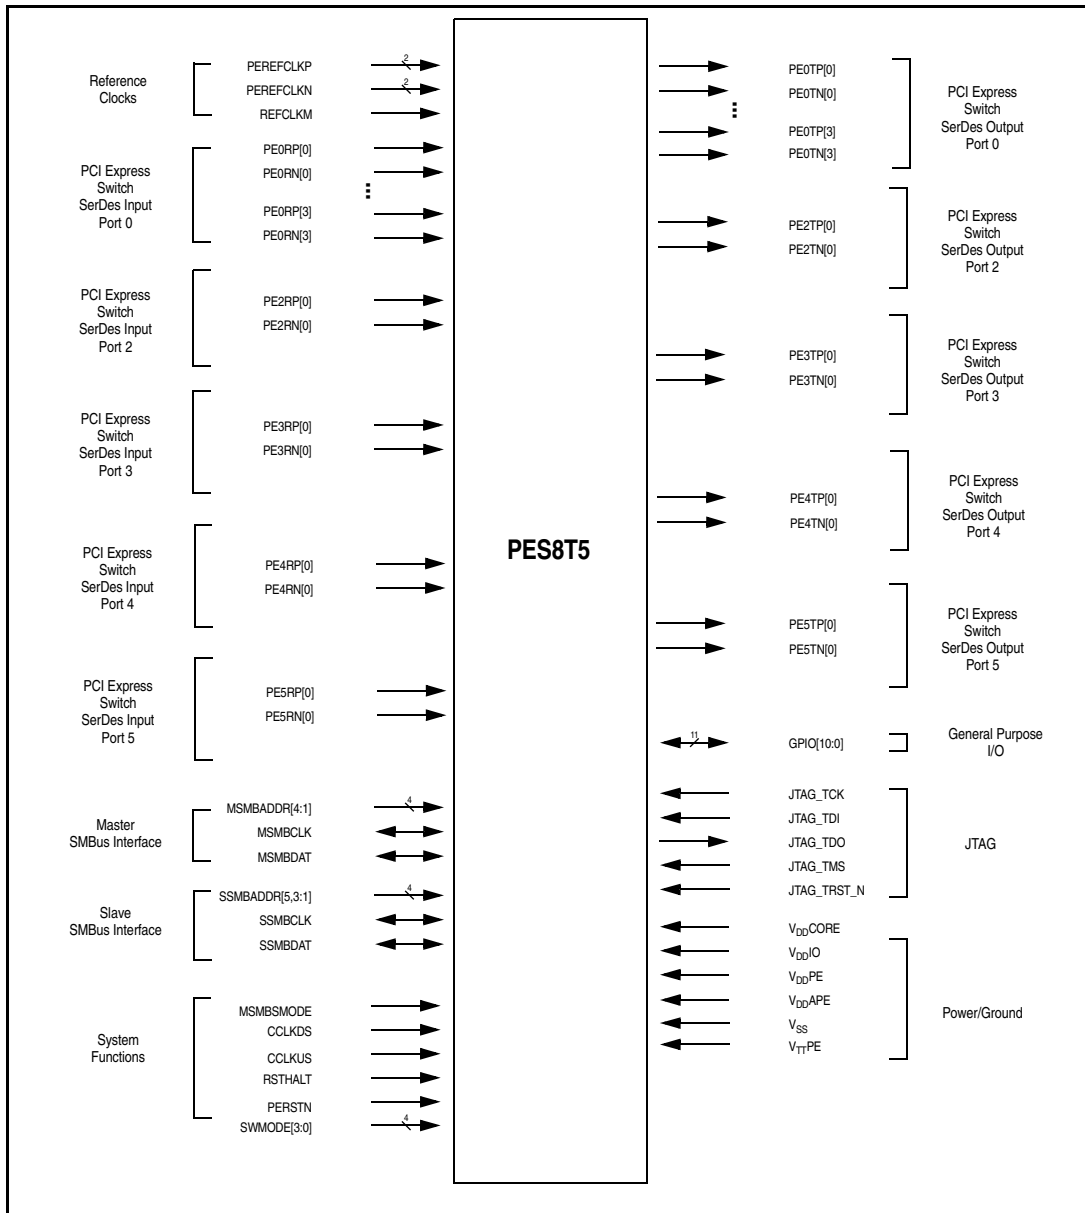 Reference
Clocks
PEREFCLKP
2
PEREFCLKN
2
REFCLKM
PCI Express
Switch
SerDes Input
Port 0
PE0RP[0]
PE0RN[0]
PE0RP[3]
PE0RN[3]
PCI Express
Switch
SerDes Input
Port 2
PE2RP[0]
PE2RN[0]
PCI Express
Switch
SerDes Input
Port 3
PE3RP[0]
PE3RN[0]
PCI Express
Switch
SerDes Input
Port 4
PE4RP[0]
PE4RN[0]
PCI Express
Switch
SerDes Input
Port 5
PE5RP[0]
PE5RN[0]
Master
SMBus Interface
MSMBADDR[4:1]
4
MSMBCLK
MSMBDAT
Slave
SMBus Interface
SSMBADDR[5,3:1]
4
SSMBCLK
SSMBDAT
System
Functions
MSMBSMODE
CCLKDS
CCLKUS
RSTHALT
PERSTN
SWMODE[3:0]
4
PES8T5
PE0TP[0]
PE0TN[0]
PE0TP[3]
PE0TN[3]
PCI Express
Switch
SerDes Output
Port 0
PE2TP[0]
PE2TN[0]
PCI Express
Switch
SerDes Output
Port 2
PE3TP[0]
PE3TN[0]
PCI Express
Switch
SerDes Output
Port 3
PE4TP[0]
PE4TN[0]
PCI Express
Switch
SerDes Output
Port 4
PE5TP[0]
PE5TN[0]
PCI Express
Switch
SerDes Output
Port 5
11
GPIO[10:0]
General Purpose
I/O
JTAG_TCK
JTAG_TDI
JTAG_TDO
JTAG_TMS
JTAG_TRST_N
JTAG
VDDCORE
VDDIO
VDDPE
VDDAPE
VSS
VTTPE
Power/Ground